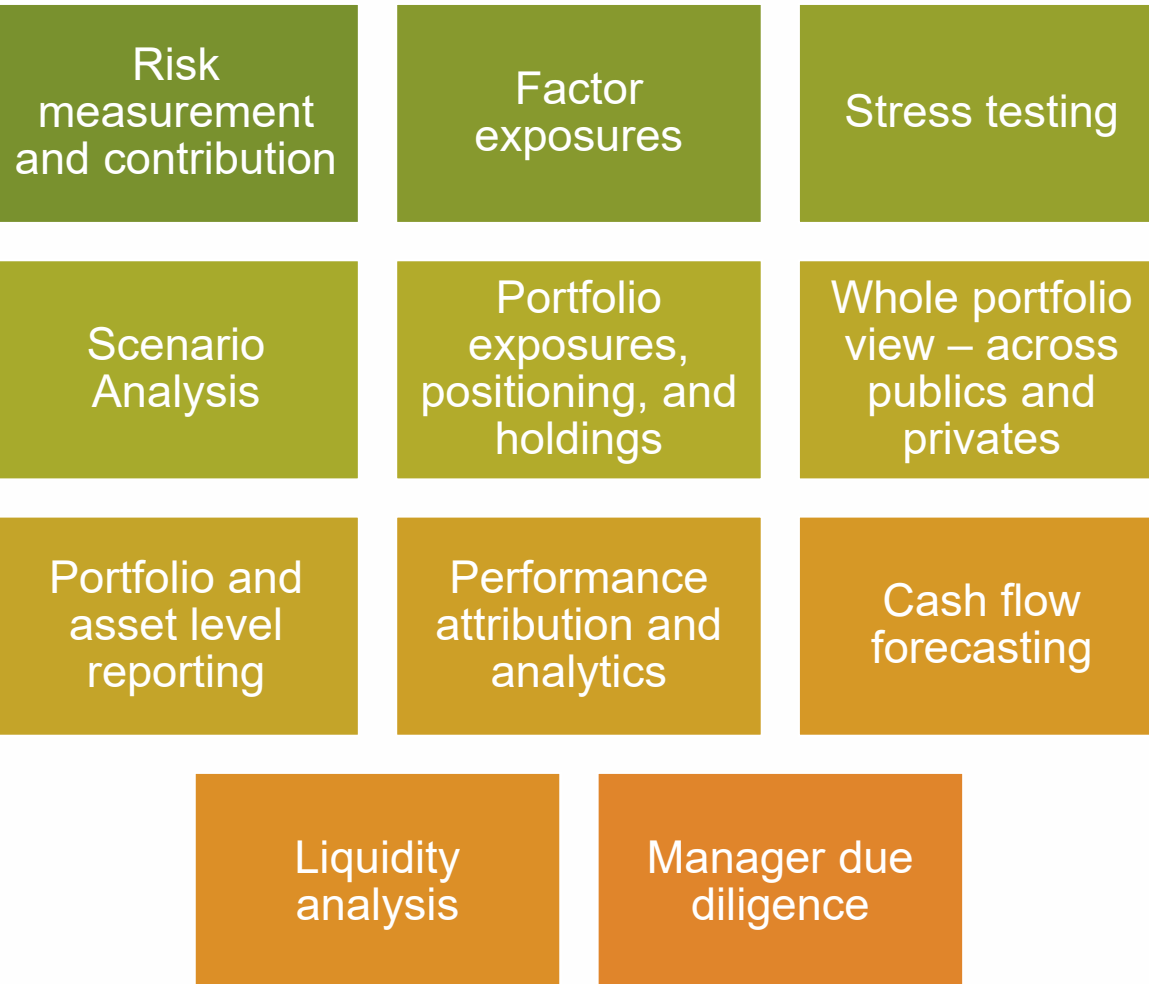 Risk
measurement
and contribution
Factor
exposures
Stress testing
Scenario
Analysis
Portfolio
exposures,
positioning, and
holdings
Whole portfolio
view – across
publics and
privates
Portfolio and
asset level
reporting
Performance
attribution and
analytics
Cash flow
forecasting
Liquidity
analysis
Manager due
diligence